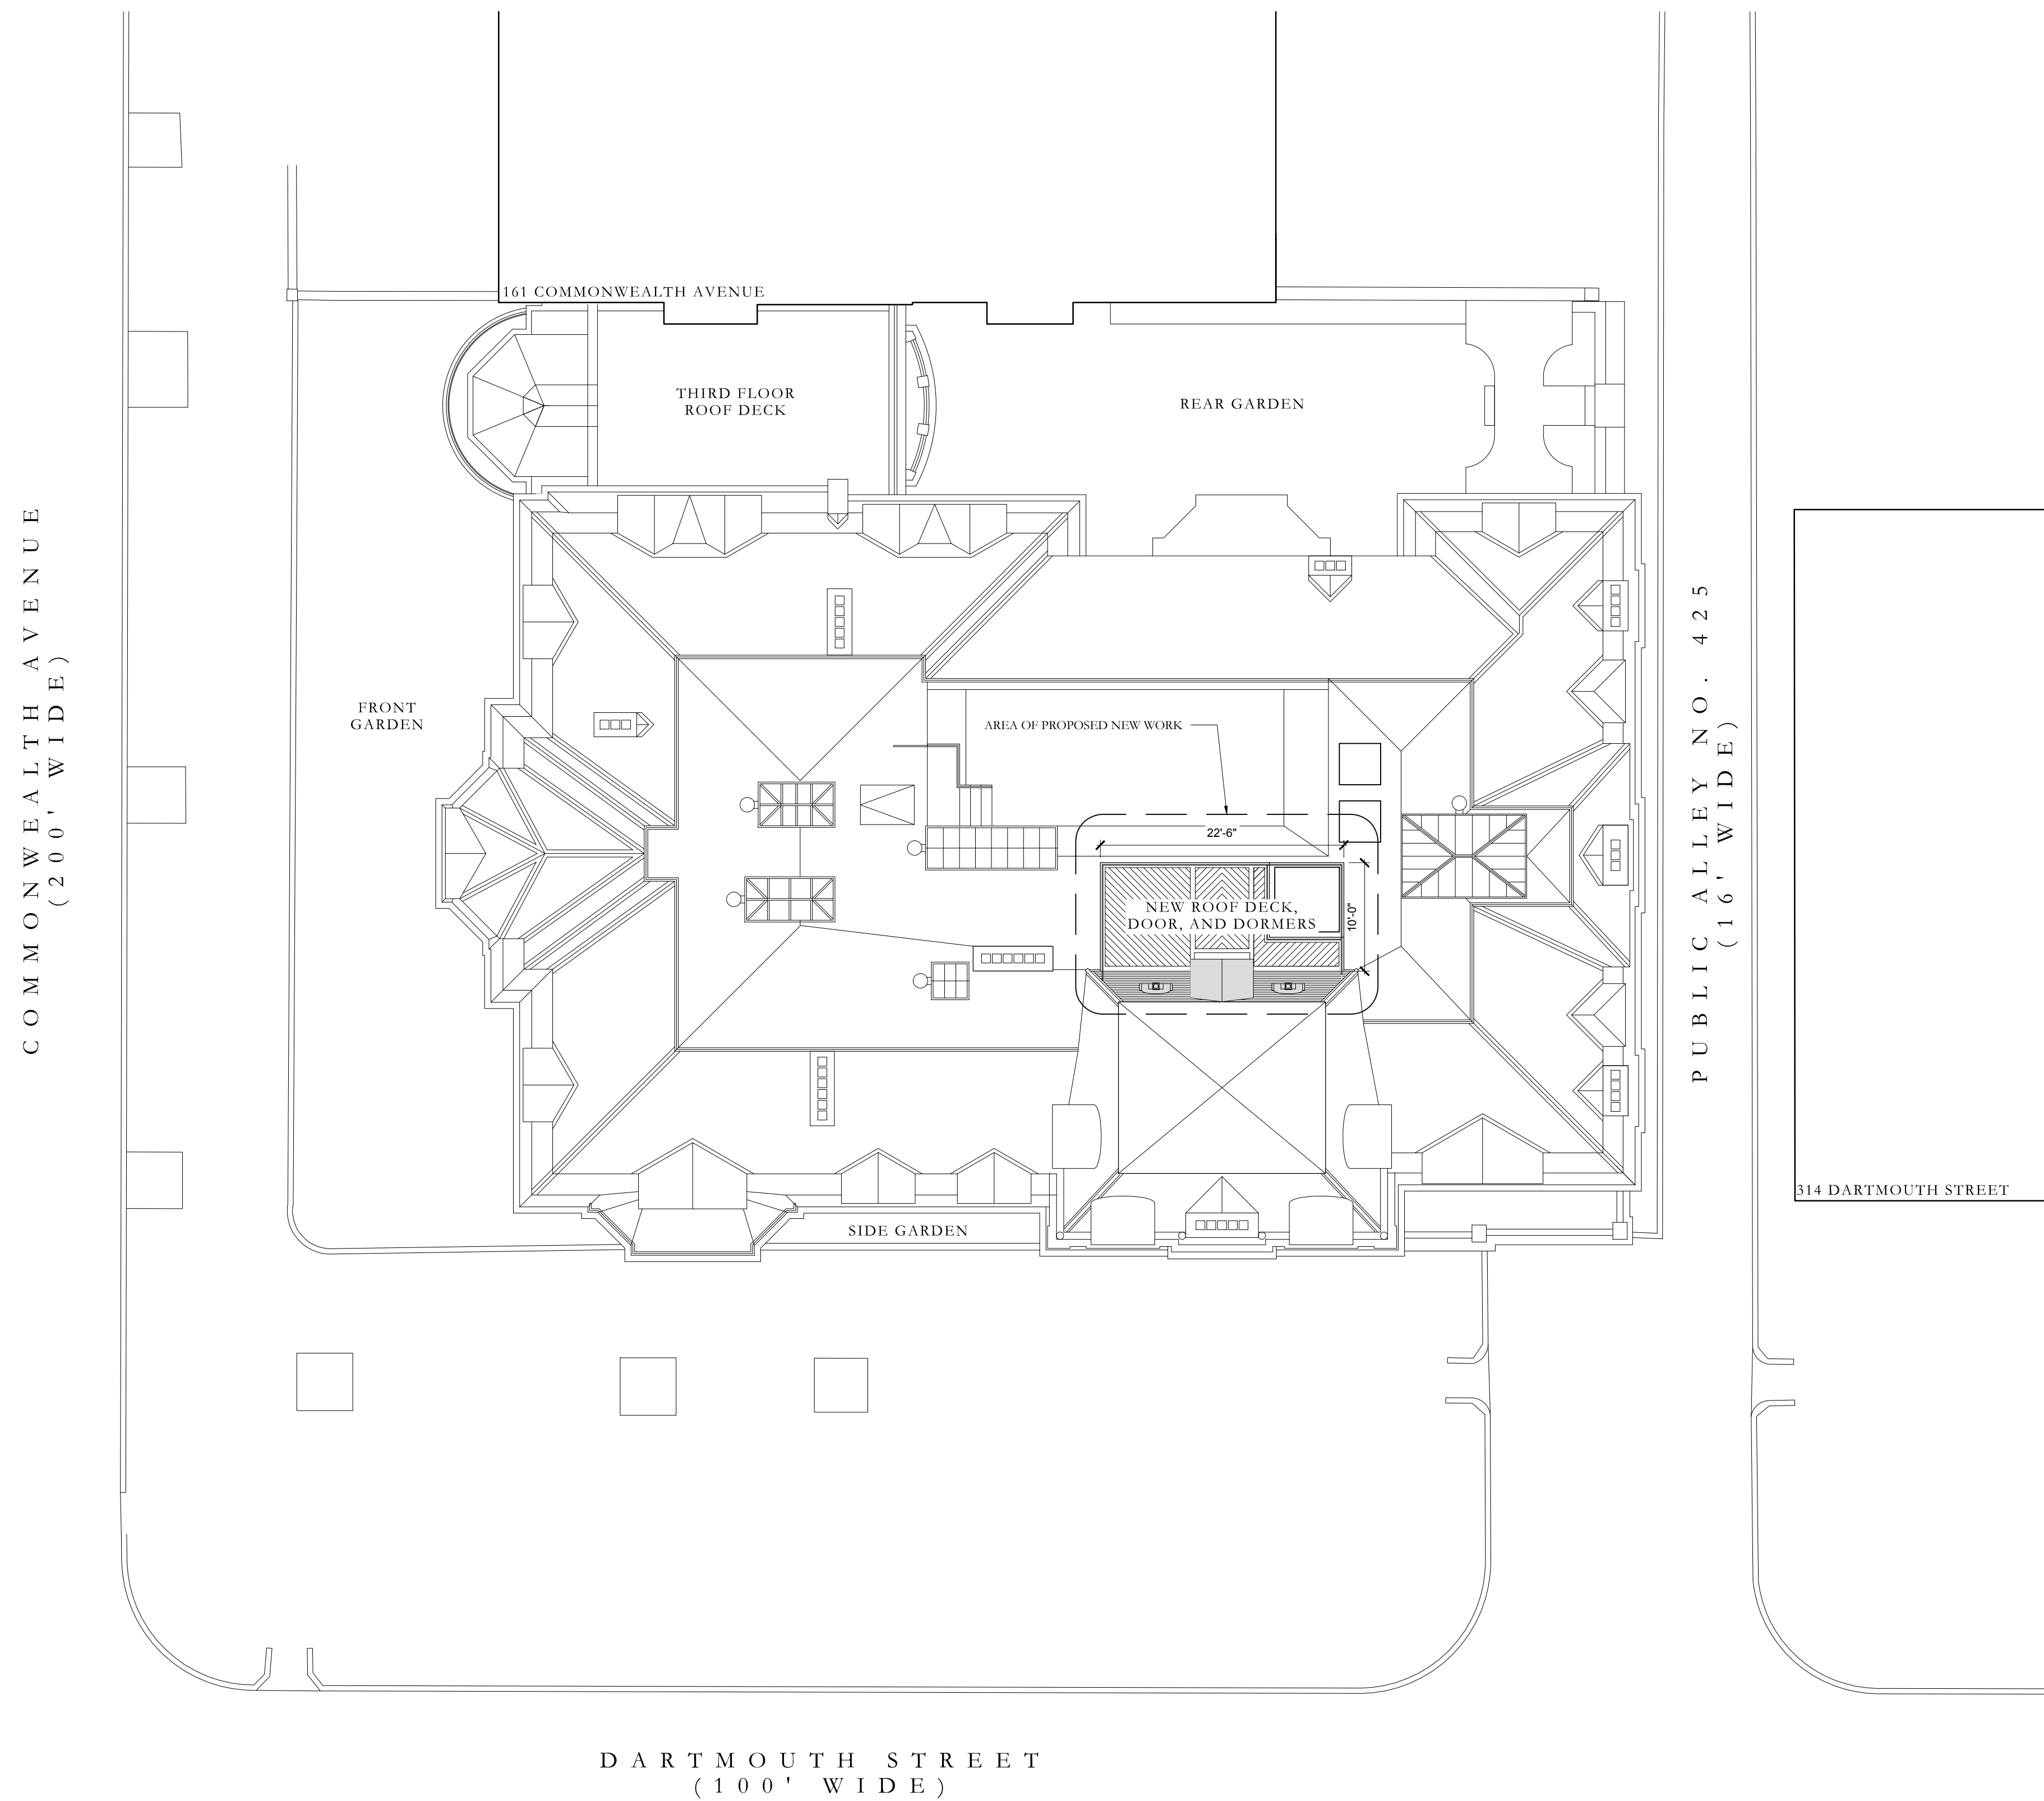 161 COMMONWEALTH AVENUE
THIRD FLOOR
ROOF DECK
REAR GARDEN
COMMONWEALTH AVENUE
(200' WIDE)
FRONT
GARDEN
AREA OF PROPOSED NEW WORK
22'-6"
NEW ROOF DECK,
DOOR, AND DORMERS
10'-0"
PUBLIC ALLEY NO. 425
(16' WIDE)
314 DARTMOUTH STREET
SIDE GARDEN
DARTMOUTH STREET
(100' WIDE)